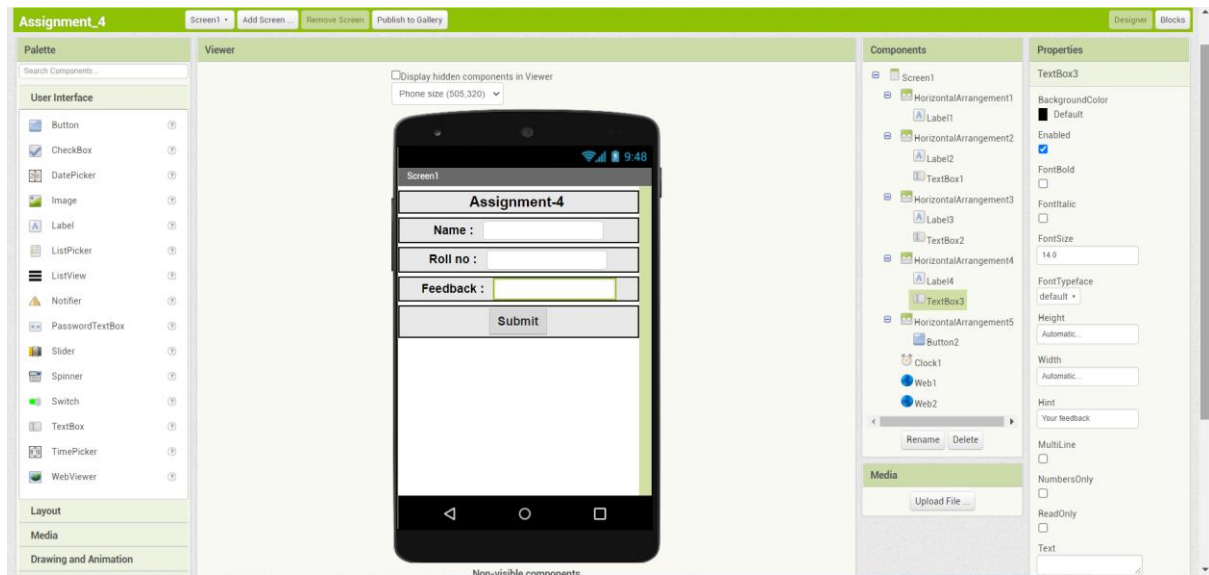 Assignment_4
Screen1 Add Screen ... Remove Screen Publish to Gallery Designer Blocks
Palette
Search Components...
User Interface
Button
CheckBox
DatePicker
Image
Label
ListPicker
ListView
Notifier
PasswordTextBox
Slider
Spinner
Switch
TextBox
TimePicker
WebViewer
Layout
Media
Drawing and Animation
Viewer
Display hidden components in Viewer
Phone size (505,320)
9:48
Screen1
Assignment-4
Name :
Roll no :
Feedback :
Submit
Non-visible components
Components
Screen1
HorizontalArrangement1
Label1
HorizontalArrangement2
Label2
TextBox1
HorizontalArrangement3
Label3
TextBox2
HorizontalArrangement4
Label4
TextBox3
HorizontalArrangement5
Button2
Clock1
Web1
Web2
Rename Delete
Media
Upload File ...
Properties
TextBox3
BackgroundColor
Default
Enabled
FontBold
FontItalic
FontSize
14.0
FontTypeface
default
Height
Automatic...
Width
Automatic...
Hint
Your feedback
MultiLine
NumbersOnly
ReadOnly
Text